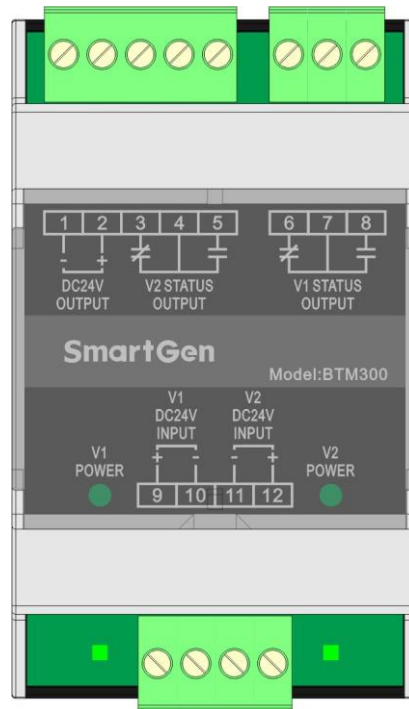 1 2 3 4 5 6 7 8
- +
DC24V
OUTPUT
V2 STATUS
OUTPUT
V1 STATUS
OUTPUT
SmartGen
Model:BTM300
V1
DC24V
INPUT
V2
DC24V
INPUT
+ - - +
V1
POWER
V2
POWER
9 10 11 12